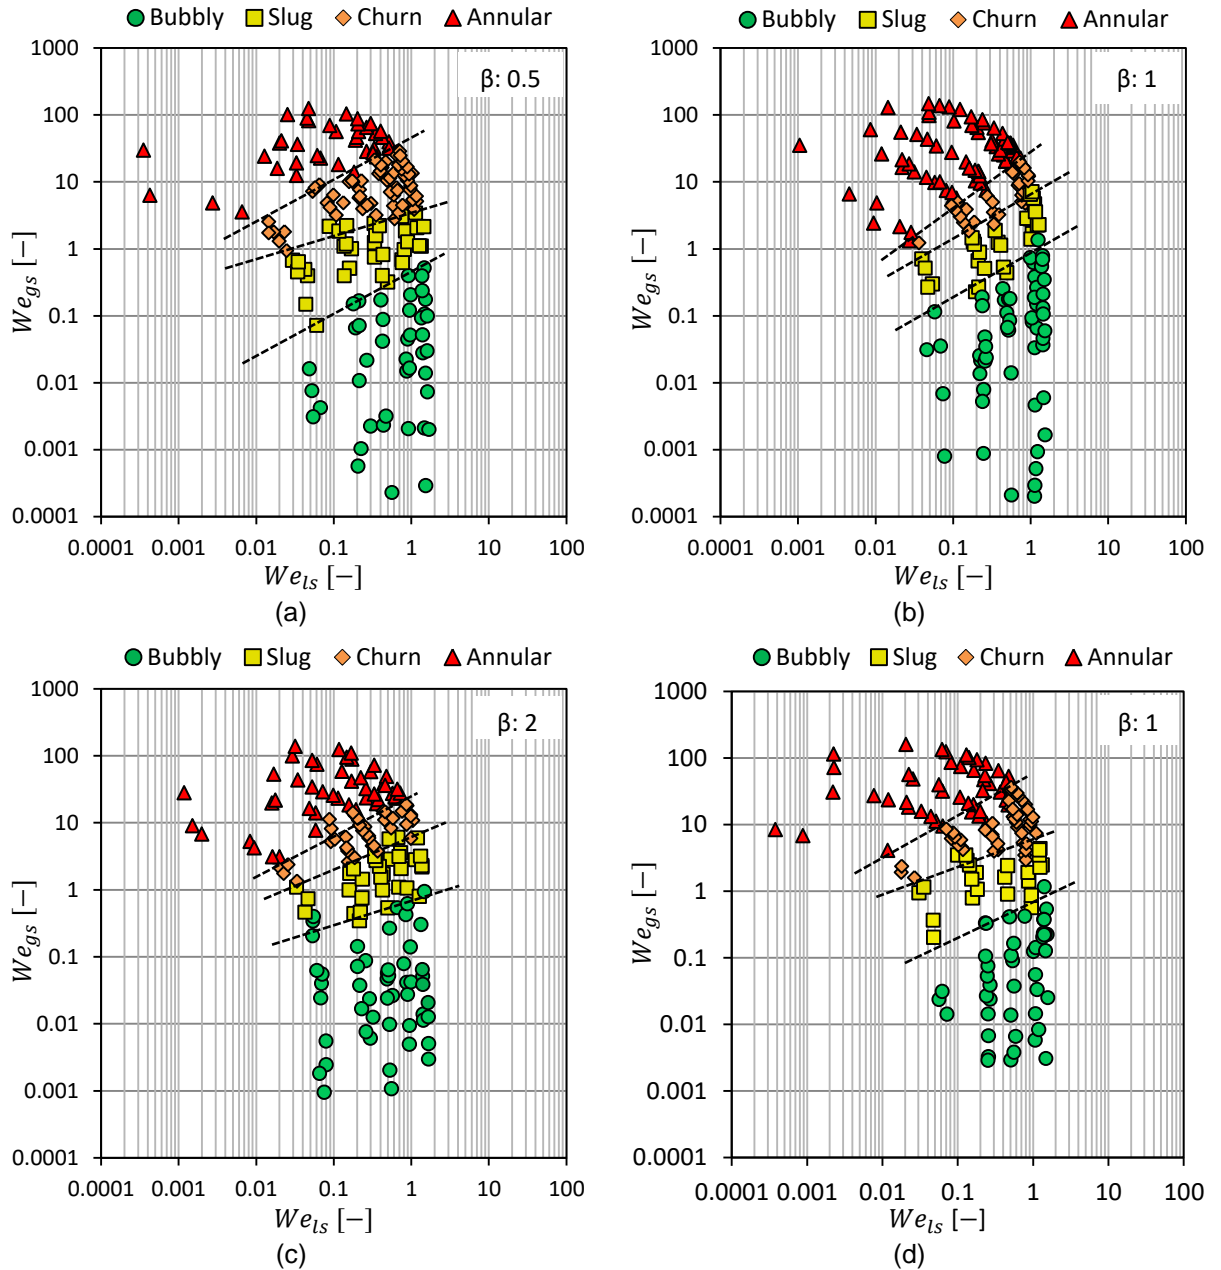 Bubbly Slug Churn Annular
1000
100
10
1
0.1
0.01
0.001
0.0001
β: 0.5
We_gs [−]
0.0001 0.001 0.01 0.1 1 10 100
We_ls [−]
(a)
Bubbly Slug Churn Annular
1000
100
10
1
0.1
0.01
0.001
0.0001
β: 1
We_gs [−]
0.0001 0.001 0.01 0.1 1 10 100
We_ls [−]
(b)
Bubbly Slug Churn Annular
1000
100
10
1
0.1
0.01
0.001
0.0001
β: 2
We_gs [−]
0.0001 0.001 0.01 0.1 1 10 100
We_ls [−]
(c)
Bubbly Slug Churn Annular
1000
100
10
1
0.1
0.01
0.001
0.0001
β: 1
We_gs [−]
0.0001 0.001 0.01 0.1 1 10 100
We_ls [−]
(d)